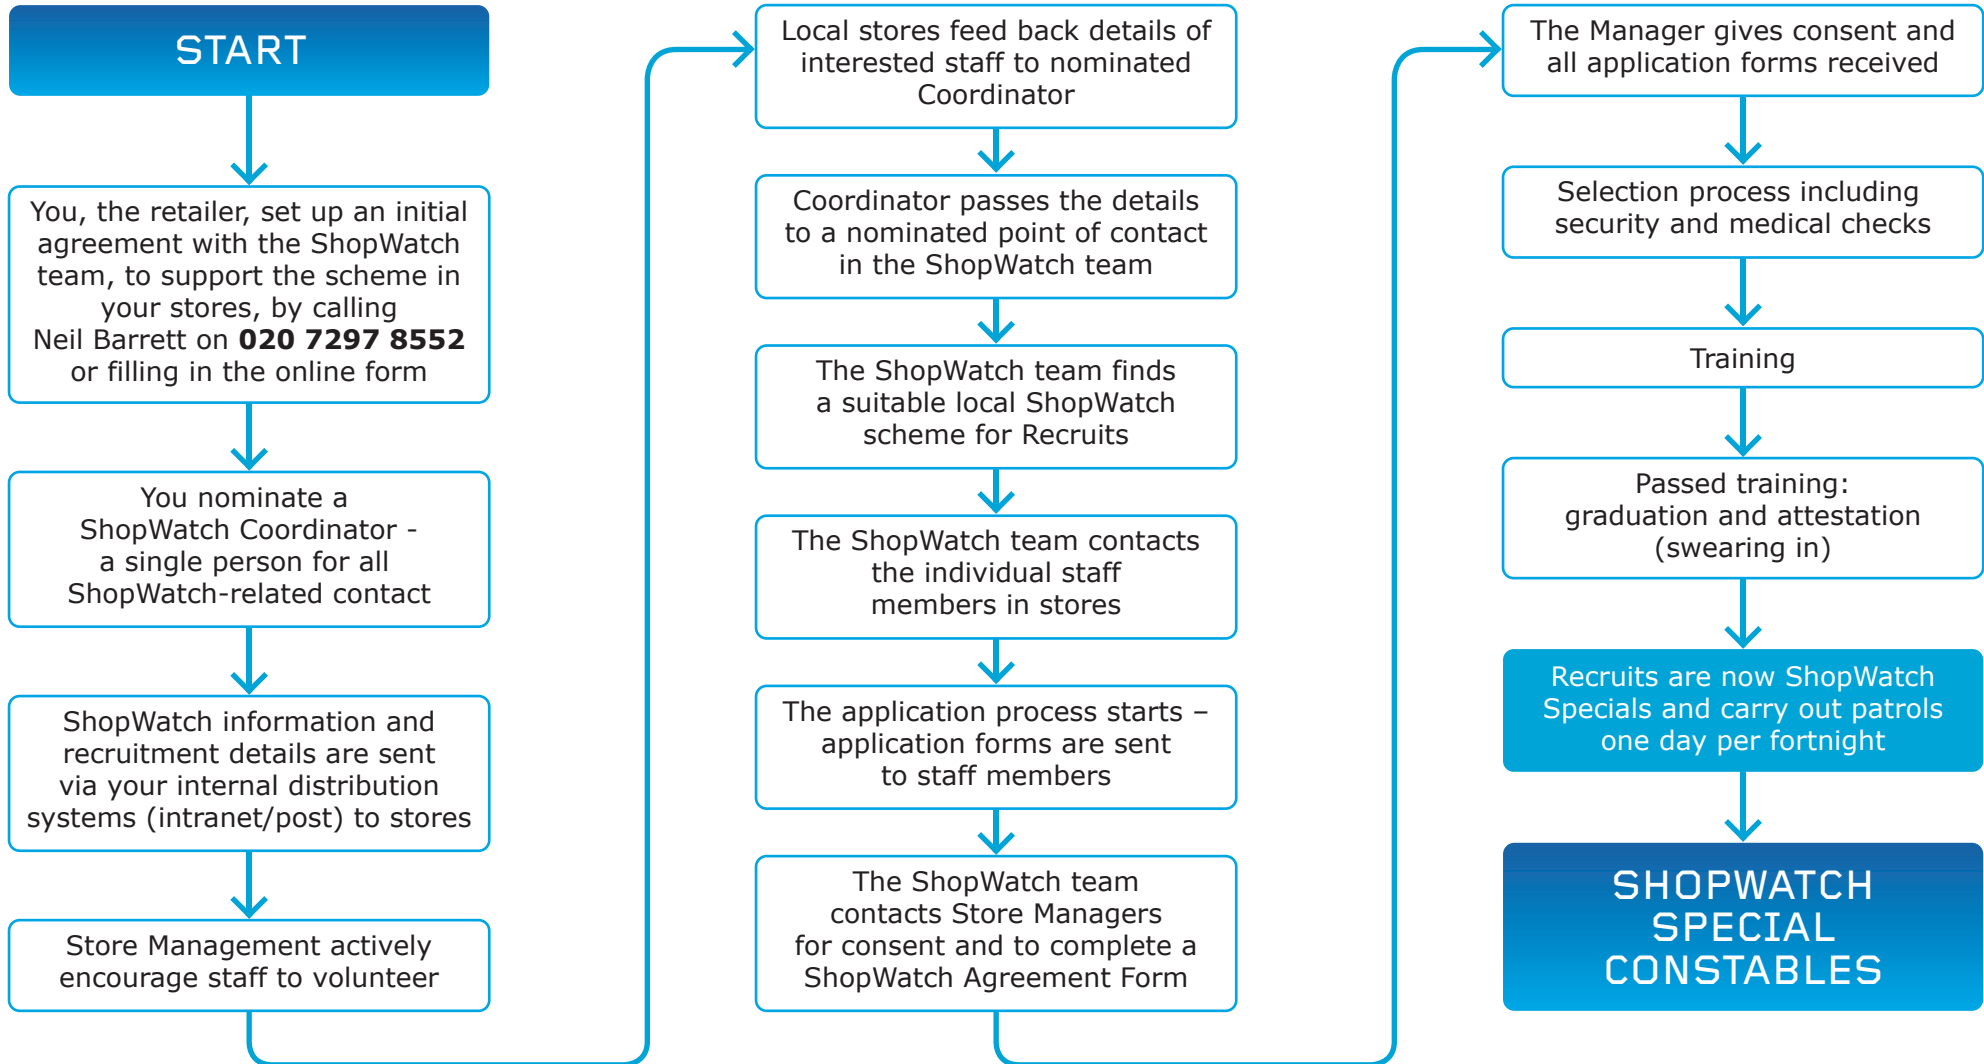 START
You, the retailer, set up an initial
agreement with the ShopWatch
team, to support the scheme in
your stores, by calling
Neil Barrett on 020 7297 8552
or filling in the online form
You nominate a
ShopWatch Coordinator -
a single person for all
ShopWatch-related contact
ShopWatch information and
recruitment details are sent
via your internal distribution
systems (intranet/post) to stores
Store Management actively
encourage staff to volunteer
Local stores feed back details of
interested staff to nominated
Coordinator
Coordinator passes the details
to a nominated point of contact
in the ShopWatch team
The ShopWatch team finds
a suitable local ShopWatch
scheme for Recruits
The ShopWatch team contacts
the individual staff
members in stores
The application process starts –
application forms are sent
to staff members
The ShopWatch team
contacts Store Managers
for consent and to complete a
ShopWatch Agreement Form
The Manager gives consent and
all application forms received
Selection process including
security and medical checks
Training
Passed training:
graduation and attestation
(swearing in)
Recruits are now ShopWatch
Specials and carry out patrols
one day per fortnight
SHOPWATCH
SPECIAL
CONSTABLES